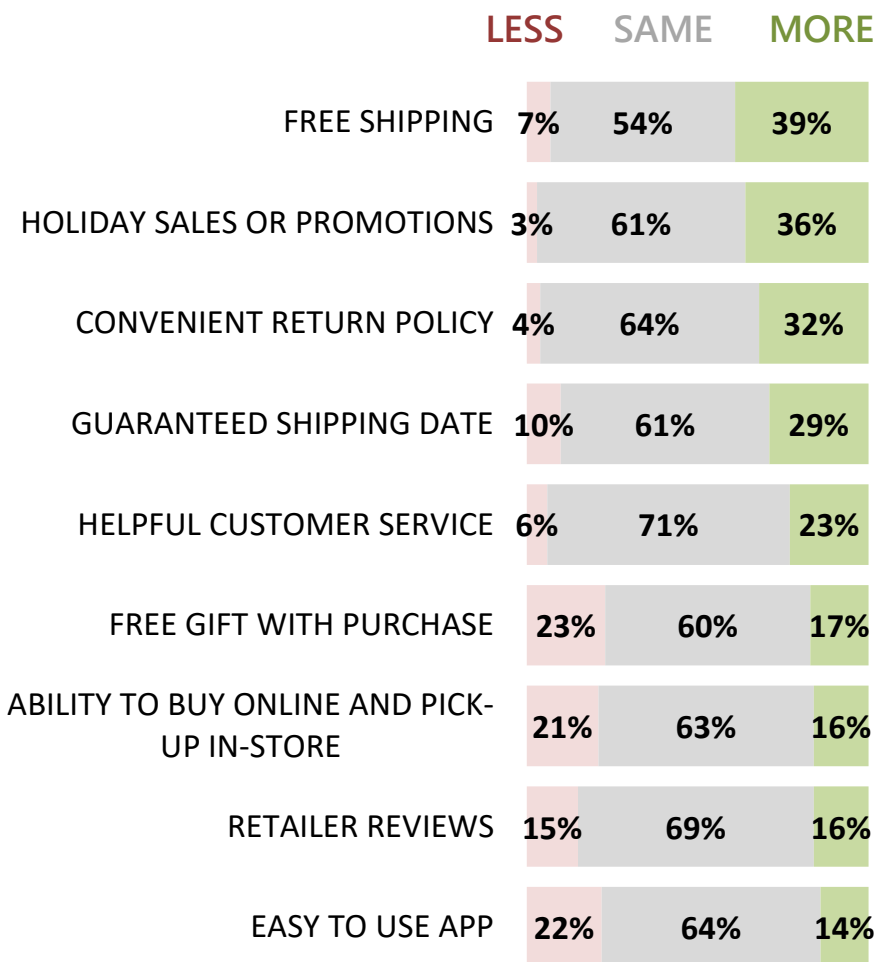 LESS SAME MORE
FREE SHIPPING 7% 54% 39%
HOLIDAY SALES OR PROMOTIONS 3% 61% 36%
CONVENIENT RETURN POLICY 4% 64% 32%
GUARANTEED SHIPPING DATE 10% 61% 29%
HELPFUL CUSTOMER SERVICE 6% 71% 23%
FREE GIFT WITH PURCHASE 23% 60% 17%
ABILITY TO BUY ONLINE AND PICK-
UP IN-STORE 21% 63% 16%
RETAILER REVIEWS 15% 69% 16%
EASY TO USE APP 22% 64% 14%